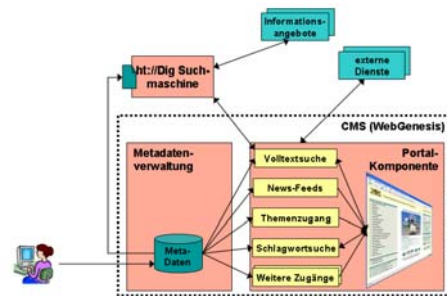 Informations-
angebote
externe
Dienste
ht://Dig Such-
maschine
CMS (WebGenesis)
Metadaten-
verwaltung
Portal-
Komponente
Volltextsuche
News-Feeds
Themenzugang
Schlagwortsuche
Weitere Zugänge
Meta-
Daten